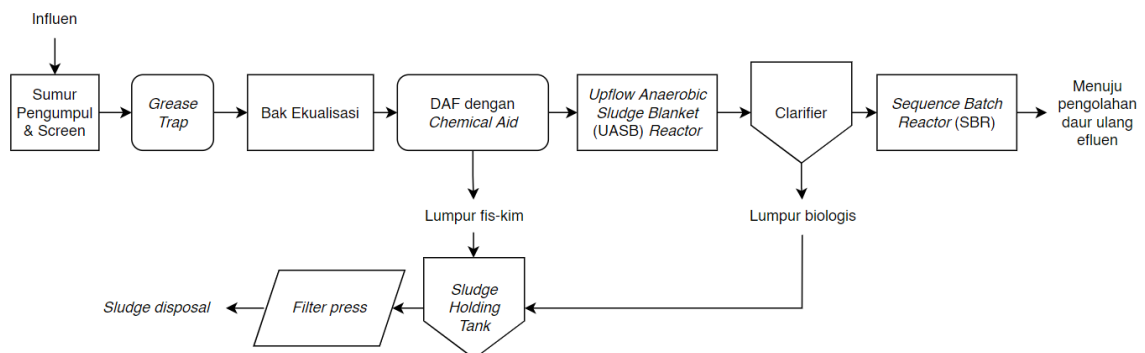 Influen
Sumur
Pengumpul
& Screen
Grease
Trap
Bak Ekualisasi
DAF dengan
Chemical Aid
Upflow Anaerobic
Sludge Blanket
(UASB) Reactor
Clarifier
Sequence Batch
Reactor (SBR)
Menuju
pengolahan
daur ulang
efluen
Lumpur fis-kim
Lumpur biologis
Sludge disposal
Filter press
Sludge
Holding
Tank